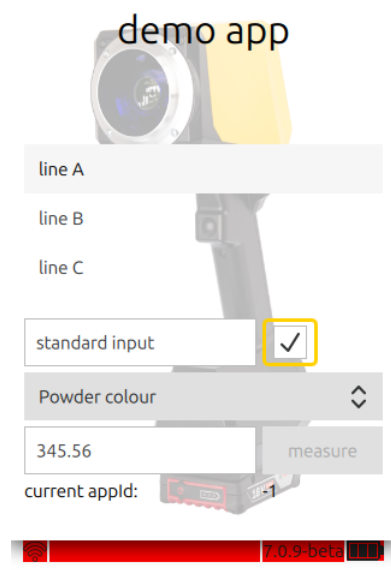 demo app
line A
line B
line C
standard input
Powder colour
345.56
measure
current appId: -1
7.0.9-beta